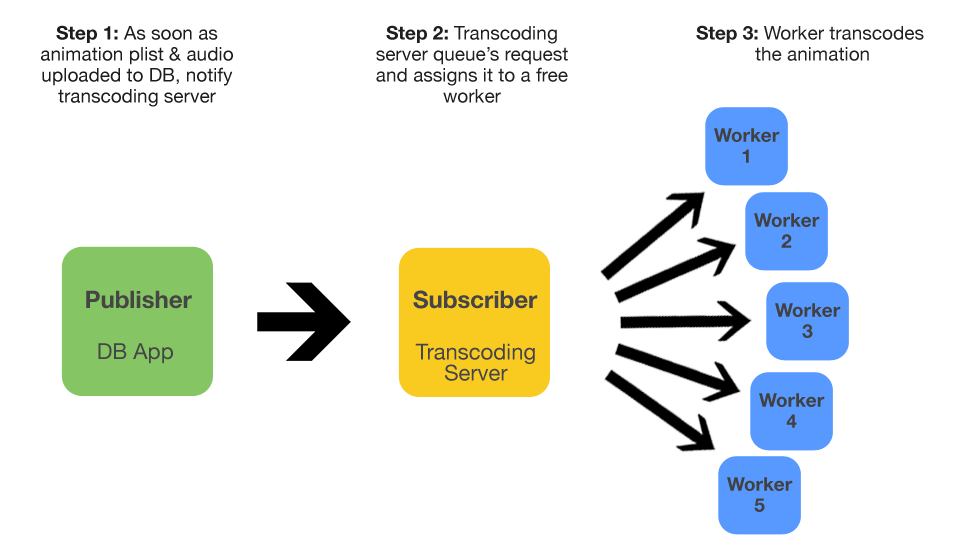 Step 1: As soon as
animation plist & audio
uploaded to DB, notify
transcoding server
Step 2: Transcoding
server queue's request
and assigns it to a free
worker
Step 3: Worker transcodes
the animation
Publisher
DB App
Subscriber
Transcoding
Server
Worker
1
Worker
2
Worker
3
Worker
4
Worker
5